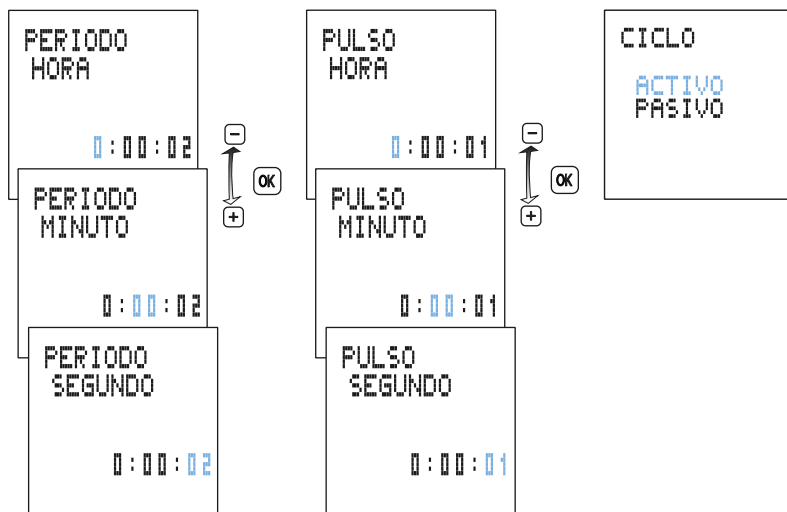 PERIODO
HORA
0:00:02
PERIODO
MINUTO
0:00:02
PERIODO
SEGUNDO
0:00:02
−
OK
+
PULSO
HORA
0:00:01
PULSO
MINUTO
0:00:01
PULSO
SEGUNDO
0:00:01
−
OK
+
CICLO
ACTIVO
PASIVO